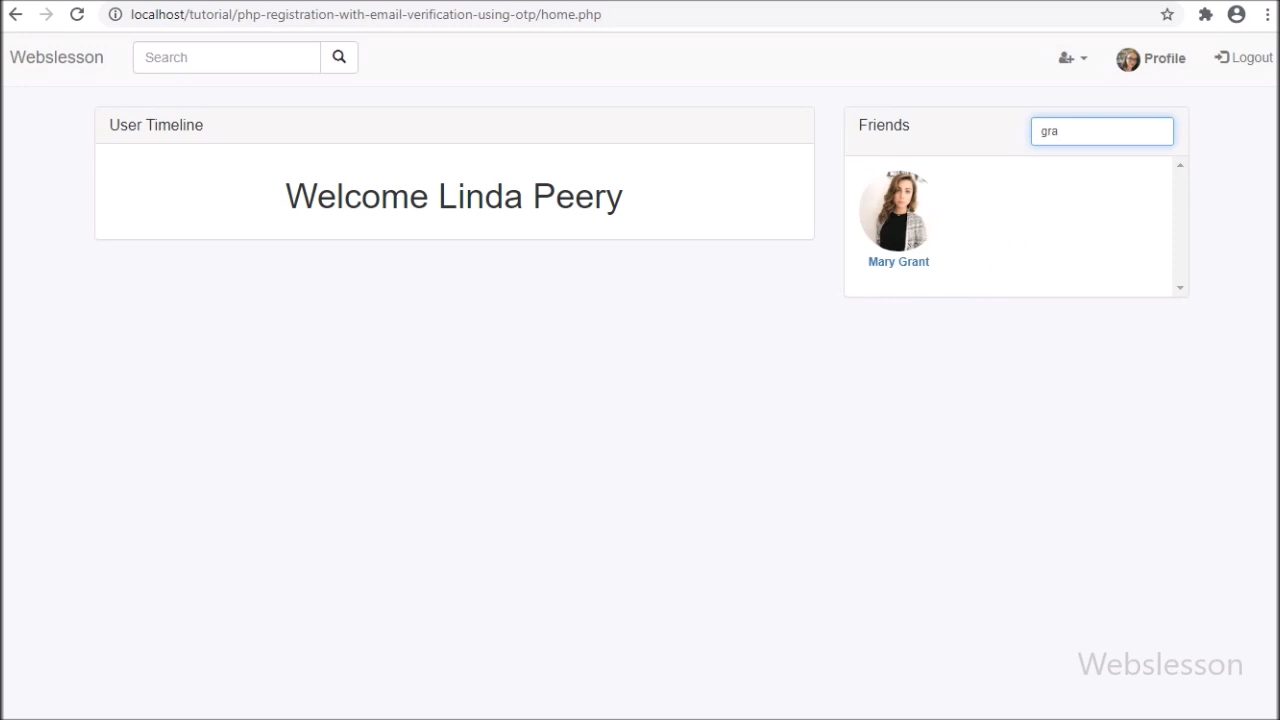 localhost/tutorial/php-registration-with-email-verification-using-otp/home.php
Webslesson
Search
Profile
Logout
User Timeline
Friends
gra
Welcome Linda Peery
Mary Grant
Webslesson